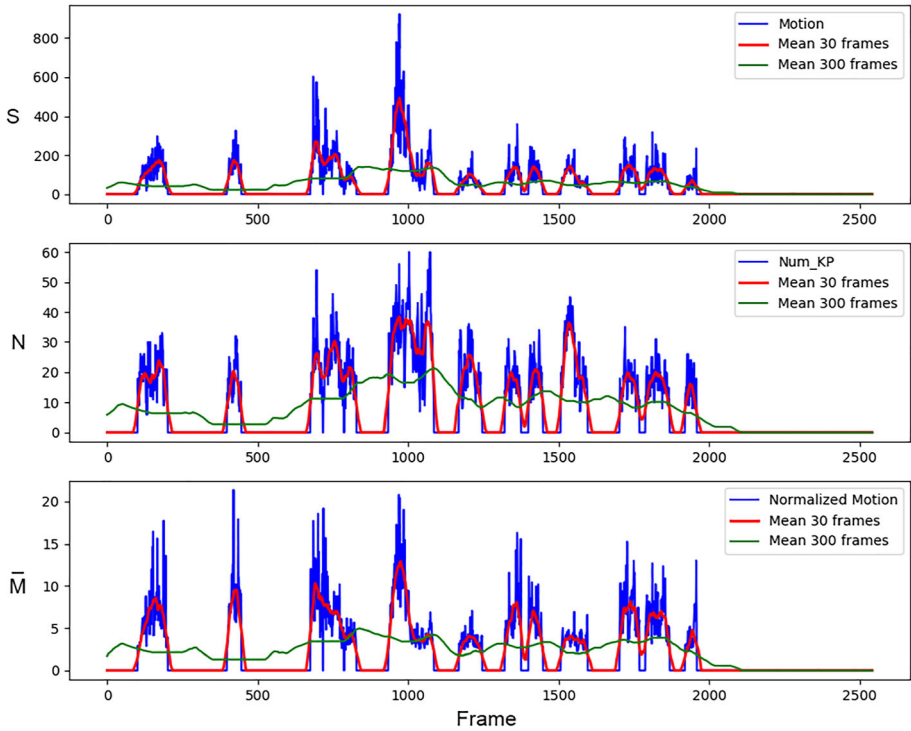 Motion
Mean 30 frames
Mean 300 frames
800
600
400
200
0
S
0 500 1000 1500 2000 2500
Num_KP
Mean 30 frames
Mean 300 frames
60
50
40
30
20
10
0
N
0 500 1000 1500 2000 2500
Normalized Motion
Mean 30 frames
Mean 300 frames
20
15
10
5
0
M̅
0 500 1000 1500 2000 2500
Frame